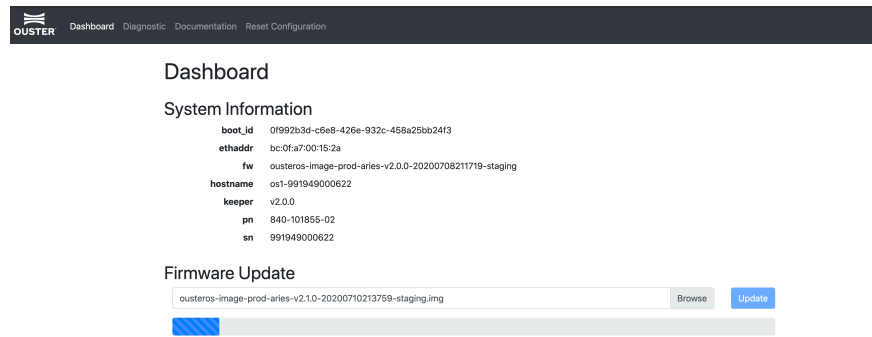 OUSTER Dashboard Diagnostic Documentation Reset Configuration
Dashboard
System Information
boot_id 0f992b3d-c6e8-426e-932c-458a25bb24f3
ethaddr bc:0f:a7:00:15:2a
fw ousteros-image-prod-aries-v2.0.0-20200708211719-staging
hostname os1-991949000622
keeper v2.0.0
pn 840-101855-02
sn 991949000622
Firmware Update
ousteros-image-prod-aries-v2.1.0-20200710213759-staging.img Browse Update